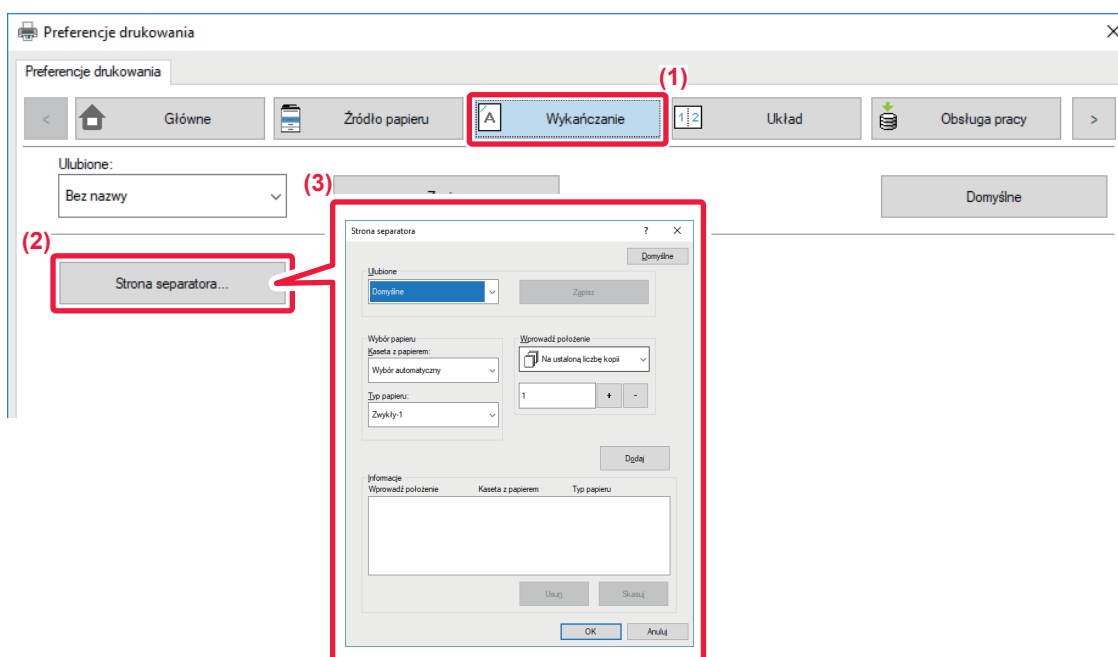 Preferencje drukowania
Preferencje drukowania
(1)
< Główne Źródło papieru A Wykańczanie 1 2 Układ Obsługa pracy >
Ulubione:
Bez nazwy
(3)
Domyślne
(2)
Strona separatora...
Strona separatora ? X
Domyślne
Ulubione
Domyślne Zapisz
Wybór papieru Wprowadź położenie
Kaseta z papierem: Na ustaloną liczbę kopii
Wybór automatyczny
1 + -
Typ papieru:
Zwykły-1
Dodaj
Informacje
Wprowadź położenie Kaseta z papierem Typ papieru
Usuń Skasuj
OK Anuluj